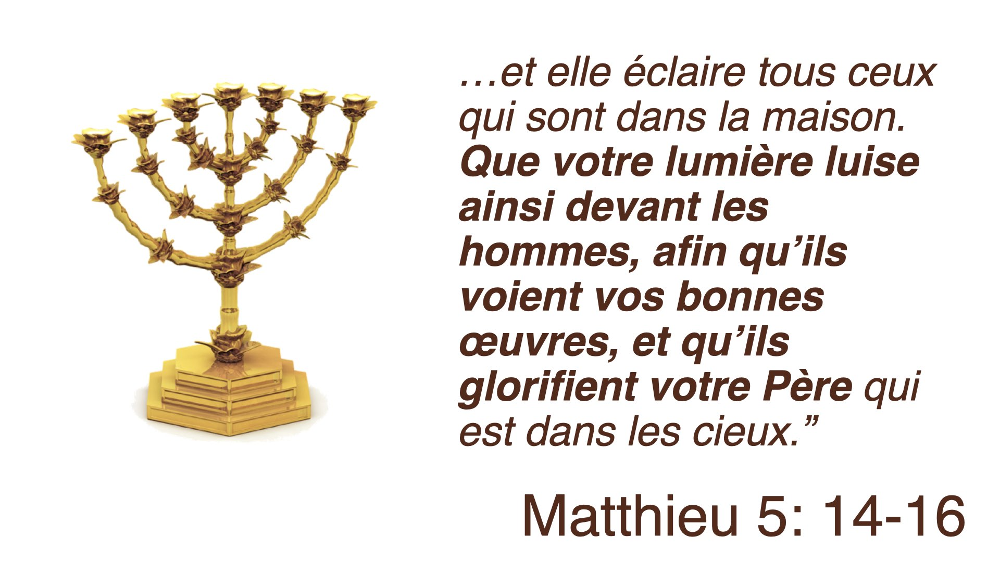 …et elle éclaire tous ceux
qui sont dans la maison.
Que votre lumière luise
ainsi devant les
hommes, afin qu’ils
voient vos bonnes
œuvres, et qu’ils
glorifient votre Père qui
est dans les cieux.”
Matthieu 5: 14-16